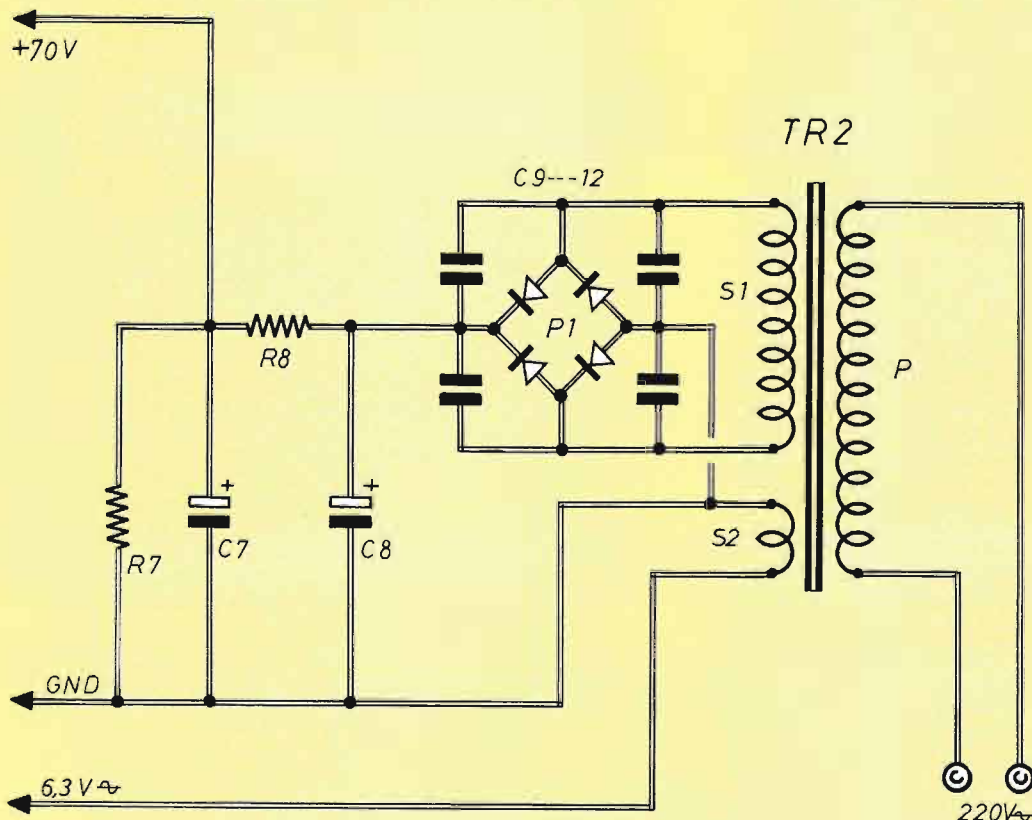 +70V
TR2
C9---12
S1
P1
R8
P
R7
C7
+
C8
+
S2
GND
6,3V~
220V~